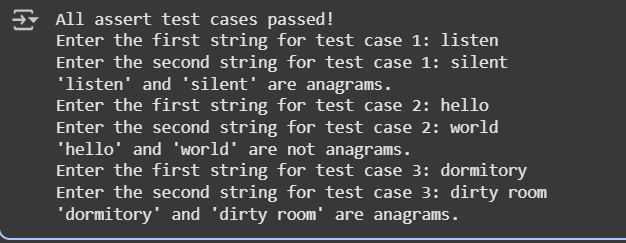 All assert test cases passed!
Enter the first string for test case 1: listen
Enter the second string for test case 1: silent
'listen' and 'silent' are anagrams.
Enter the first string for test case 2: hello
Enter the second string for test case 2: world
'hello' and 'world' are not anagrams.
Enter the first string for test case 3: dormitory
Enter the second string for test case 3: dirty room
'dormitory' and 'dirty room' are anagrams.